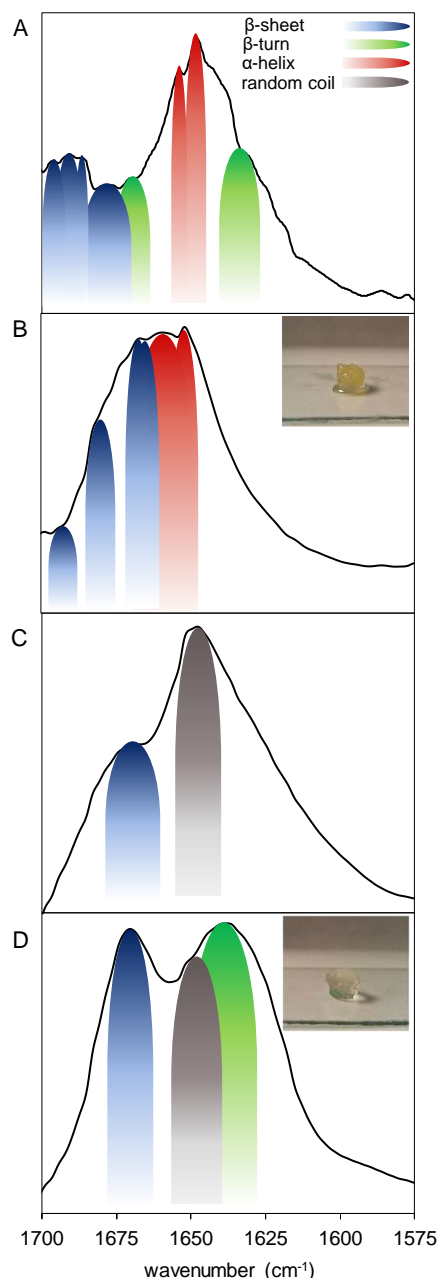 A
β-sheet
β-turn
α-helix
random coil
B
C
D
1700 1675 1650 1625 1600 1575
wavenumber (cm-1)